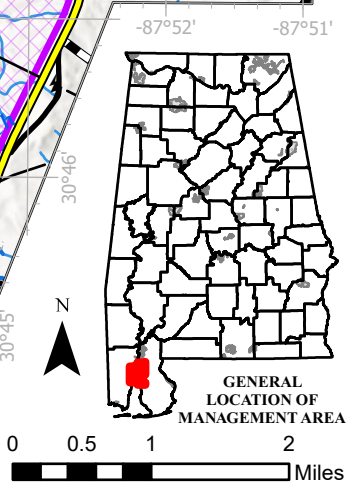 -87°52' -87°51'
30°46'
30°45'
N
GENERAL
LOCATION OF
MANAGEMENT AREA
0 0.5 1 2
Miles